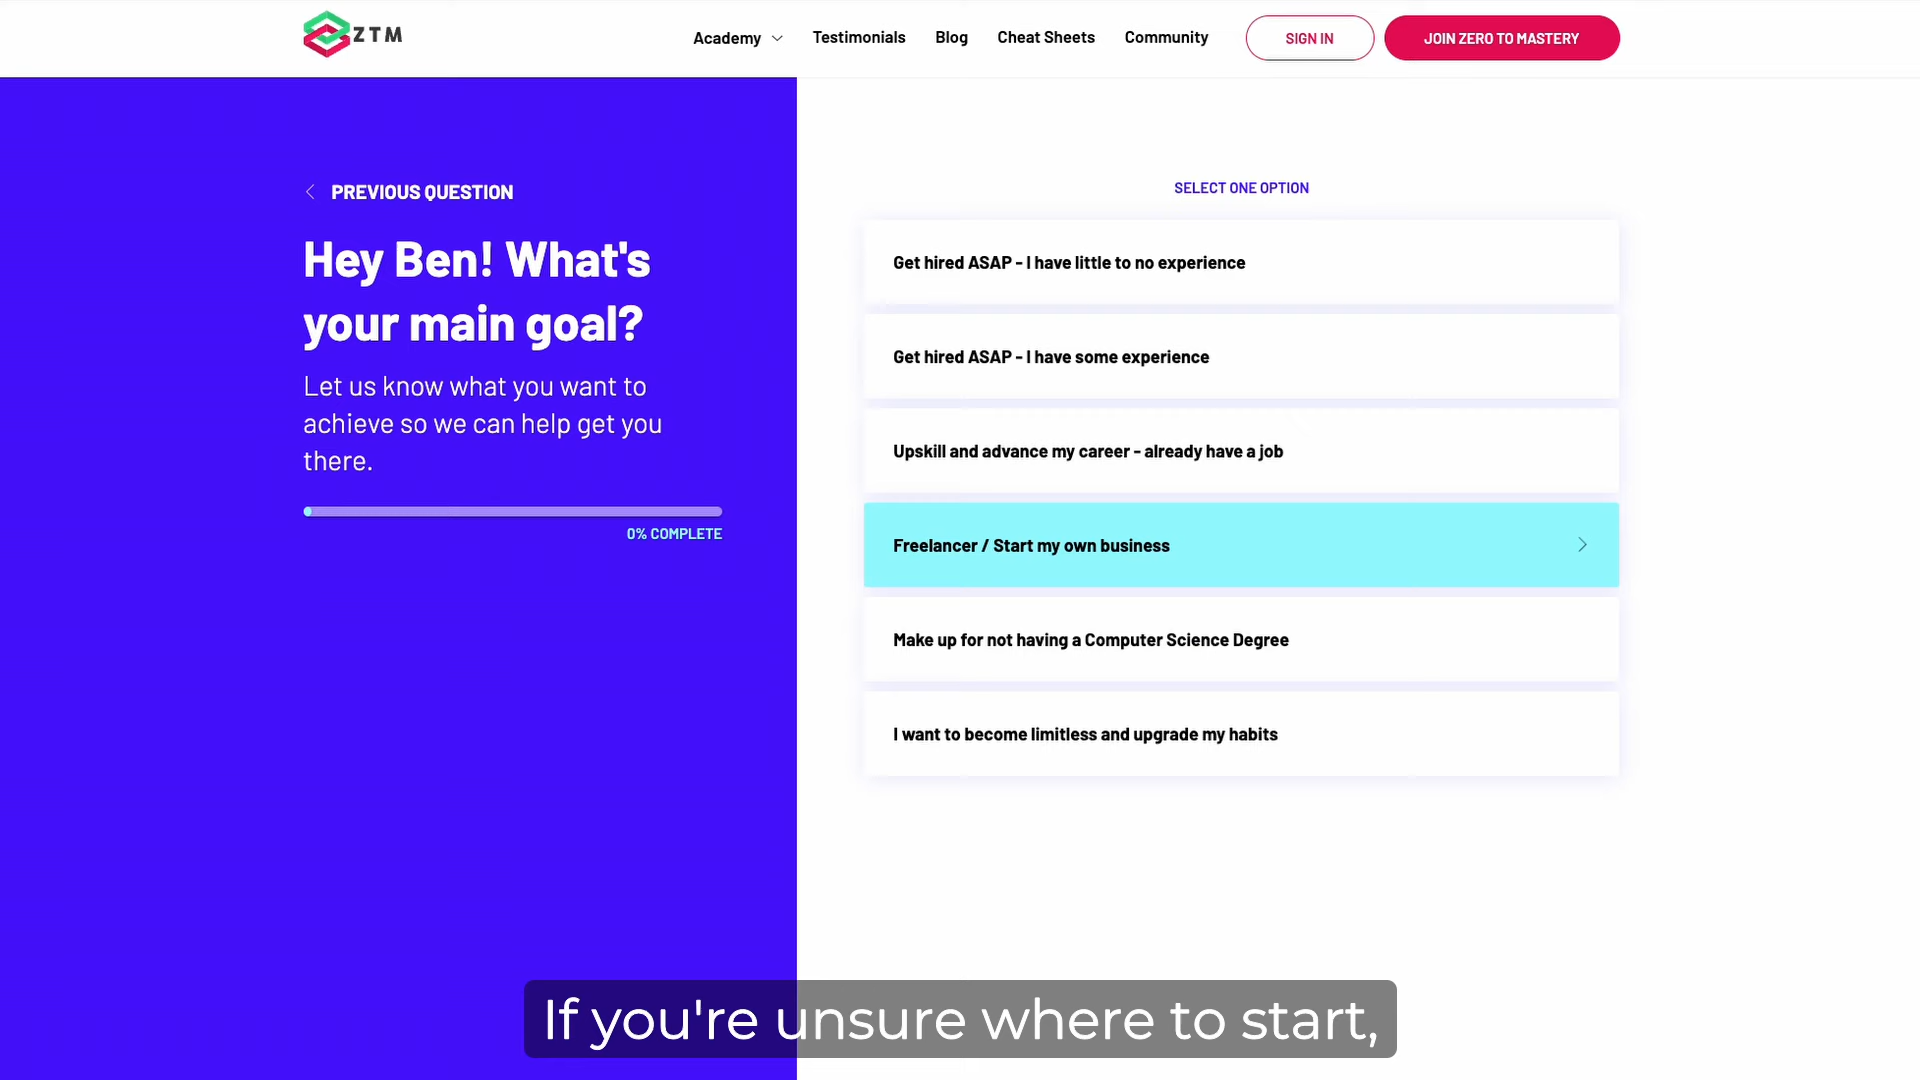 ZTM
Academy
Testimonials
Blog
Cheat Sheets
Community
SIGN IN
JOIN ZERO TO MASTERY
PREVIOUS QUESTION
Hey Ben! What's
your main goal?
Let us know what you want to
achieve so we can help get you
there.
0% COMPLETE
SELECT ONE OPTION
Get hired ASAP - I have little to no experience
Get hired ASAP - I have some experience
Upskill and advance my career - already have a job
Freelancer / Start my own business
Make up for not having a Computer Science Degree
I want to become limitless and upgrade my habits
If you're unsure where to start,